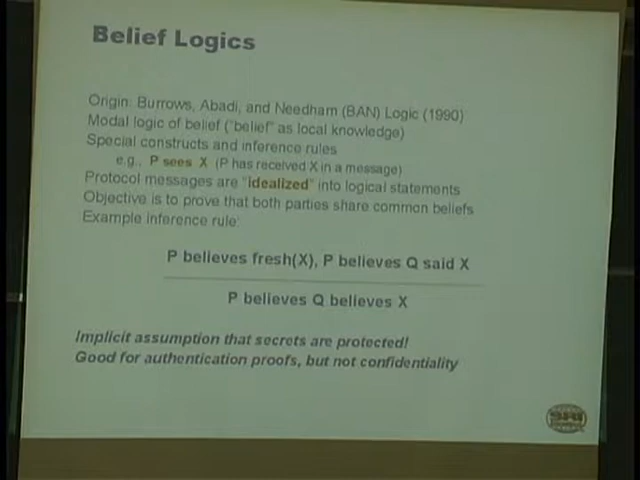 Belief Logics
Origin: Burrows, Abadi, and Needham (BAN) Logic (1990)
Modal logic of belief ("belief" as local knowledge)
Special constructs and inference rules
e.g., P sees X (P has received X in a message)
Protocol messages are "idealized" into logical statements
Objective is to prove that both parties share common beliefs
Example inference rule:
P believes fresh(X), P believes Q said X
P believes Q believes X
Implicit assumption that secrets are protected!
Good for authentication proofs, but not confidentiality
SRI